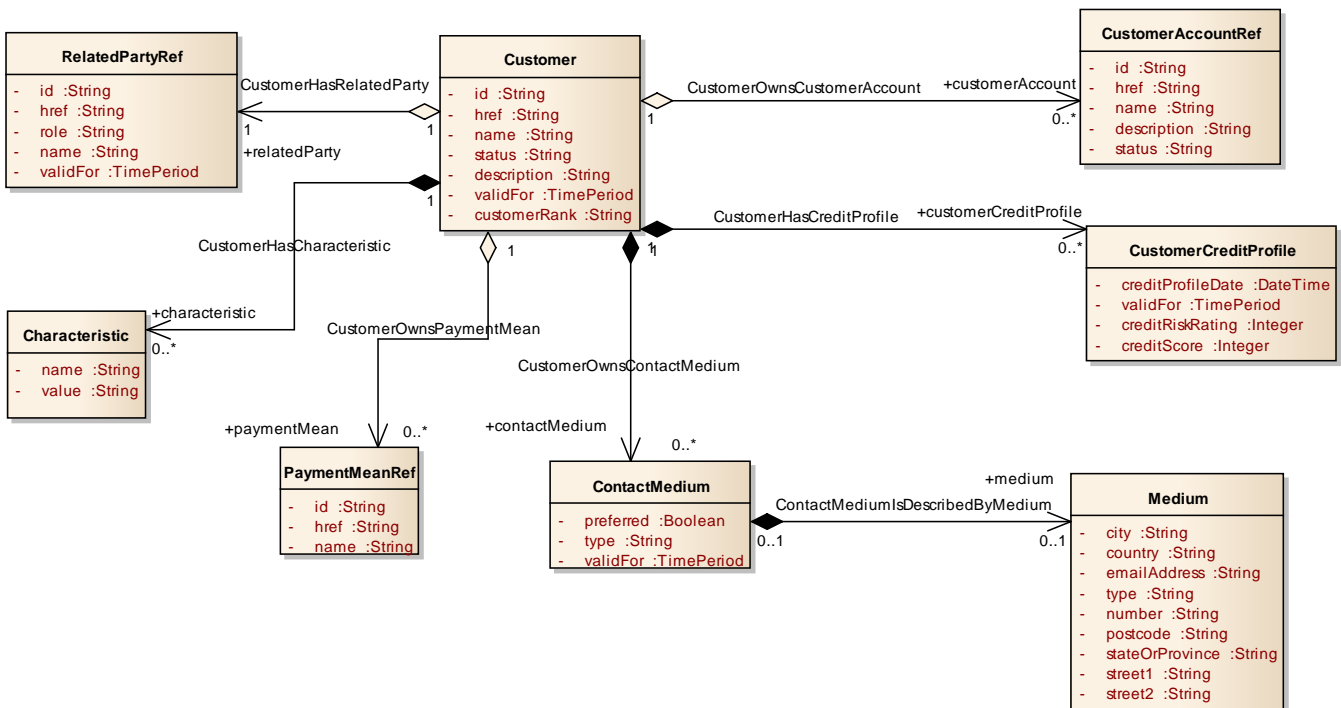 RelatedPartyRef
- id :String
- href :String
- role :String
- name :String
- validFor :TimePeriod
CustomerHasRelatedParty
1
1
+relatedParty
Customer
- id :String
- href :String
- name :String
- status :String
- description :String
- validFor :TimePeriod
- customerRank :String
CustomerOwnsCustomerAccount
+customerAccount
1
0..*
CustomerAccountRef
- id :String
- href :String
- name :String
- description :String
- status :String
1
CustomerHasCharacteristic
+characteristic
0..*
Characteristic
- name :String
- value :String
1
CustomerOwnsPaymentMean
+paymentMean
0..*
PaymentMeanRef
- id :String
- href :String
- name :String
CustomerHasCreditProfile
+customerCreditProfile
1
0..*
CustomerCreditProfile
- creditProfileDate :DateTime
- validFor :TimePeriod
- creditRiskRating :Integer
- creditScore :Integer
1
CustomerOwnsContactMedium
+contactMedium
0..*
ContactMedium
- preferred :Boolean
- type :String
- validFor :TimePeriod
+medium
ContactMediumIsDescribedByMedium
0..1
0..1
Medium
- city :String
- country :String
- emailAddress :String
- type :String
- number :String
- postcode :String
- stateOrProvince :String
- street1 :String
- street2 :String